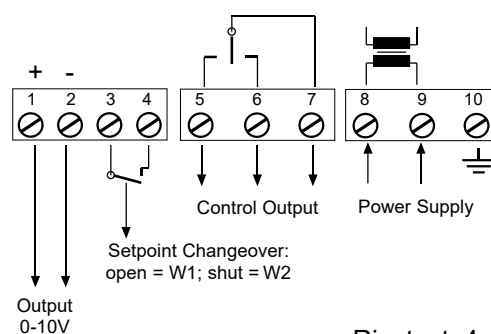 + -
1 2 3 4 5 6 7 8 9 10
Control Output Power Supply
Setpoint Changeover:
open = W1; shut = W2
Output
0-10V